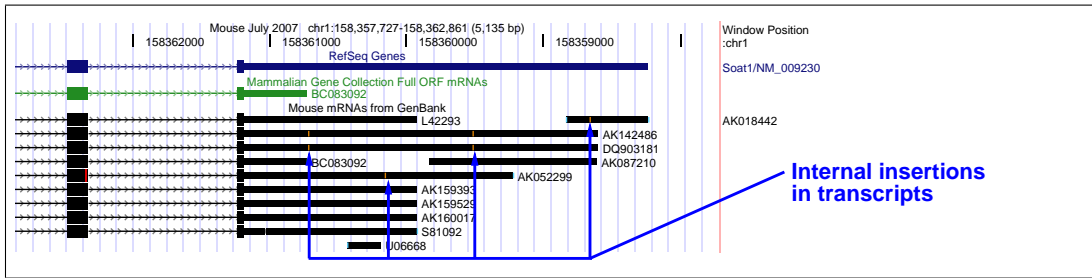 Mouse July 2007 chr1:158,357,727-158,362,861 (5,135 bp)
Window Position
158362000 158361000 158360000 158359000
:chr1
RefSeq Genes
Soat1/NM_009230
Mammalian Gene Collection Full ORF mRNAs
BC083092
Mouse mRNAs from GenBank
L42293 AK018442
AK142486
DQ903181
BC083092 AK087210
AK052299
AK159393
AK159529
AK160017
S81092
U06668
Internal insertions
in transcripts